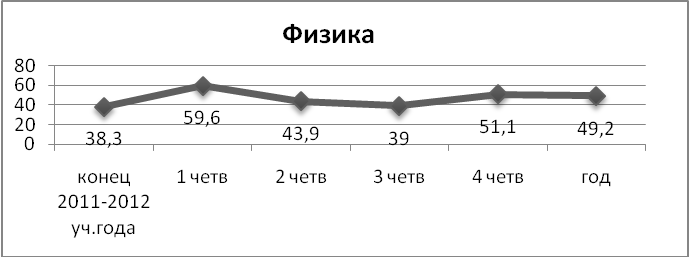 Физика
80
60
40
20
0
38,3
59,6
43,9
39
51,1
49,2
конец
2011-2012
уч.года
1 четв
2 четв
3 четв
4 четв
год